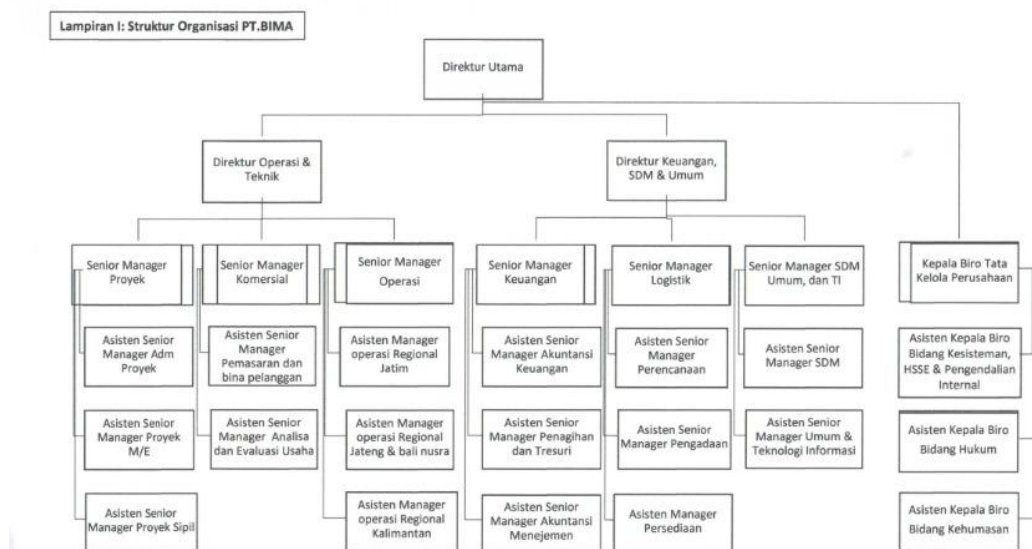 Lampiran I: Struktur Organisasi PT.BIMA
Direktur Utama
Direktur Operasi &
Teknik
Direktur Keuangan,
SDM & Umum
Senior Manager
Proyek
Senior Manager
Komersial
Senior Manager
Operasi
Senior Manager
Keuangan
Senior Manager
Logistik
Senior Manager SDM
Umum, dan TI
Kepala Biro Tata
Kelola Perusahaan
Asisten Senior
Manager Adm
Proyek
Asisten Senior
Manager
Pemasaran dan
bina pelanggan
Asisten Manager
operasi Regional
Jatim
Asisten Senior
Manager Akuntansi
Keuangan
Asisten Senior
Manager
Perencanaan
Asisten Senior
Manager SDM
Asisten Kepala Biro
Bidang Kesisteman,
HSSE & Pengendalian
Internal
Asisten Senior
Manager Proyek
M/E
Asisten Senior
Manager Analisa
dan Evaluasi Usaha
Asisten Manager
operasi Regional
Jateng & bali nusra
Asisten Senior
Manager Penagihan
dan Tresuri
Asisten Senior
Manager Pengadaan
Asisten Senior
Manager Umum &
Teknologi Informasi
Asisten Kepala Biro
Bidang Hukum
Asisten Senior
Manager Proyek Sipil
Asisten Manager
operasi Regional
Kalimantan
Asisten Senior
Manager Akuntansi
Menejemen
Asisten Manager
Persediaan
Asisten Kepala Biro
Bidang Kehumasan